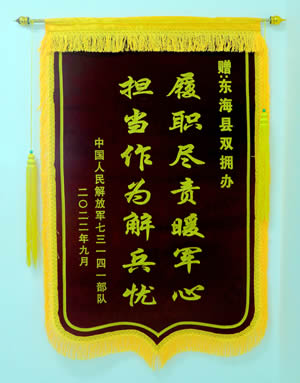 赠:东海县双拥办
履职尽责暖军心
担当作为解兵忧
中国人民解放军七三一四一部队
二〇二二年九月